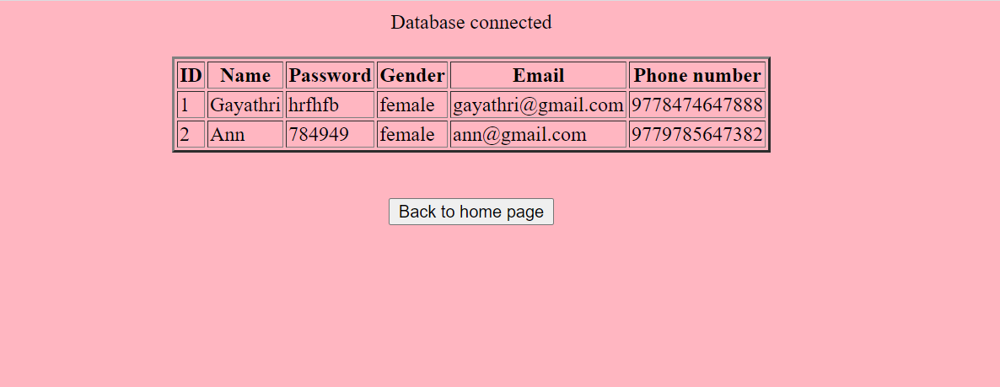 Database connected
ID Name Password Gender Email Phone number
1 Gayathri hrfhfb female gayathri@gmail.com 9778474647888
2 Ann 784949 female ann@gmail.com 9779785647382
Back to home page